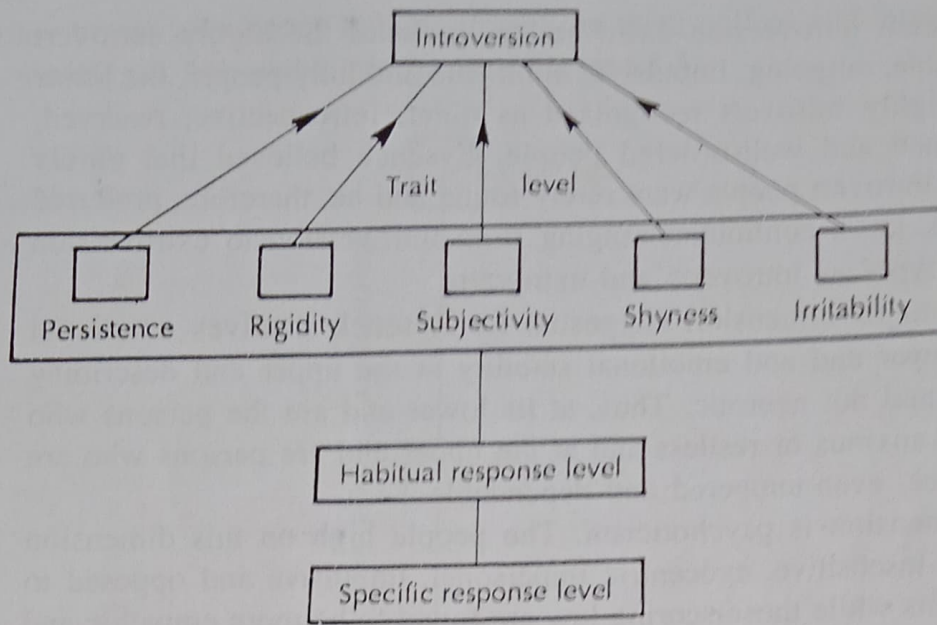 Introversion
Trait level
Persistence Rigidity Subjectivity Shyness Irritability
Habitual response level
Specific response level